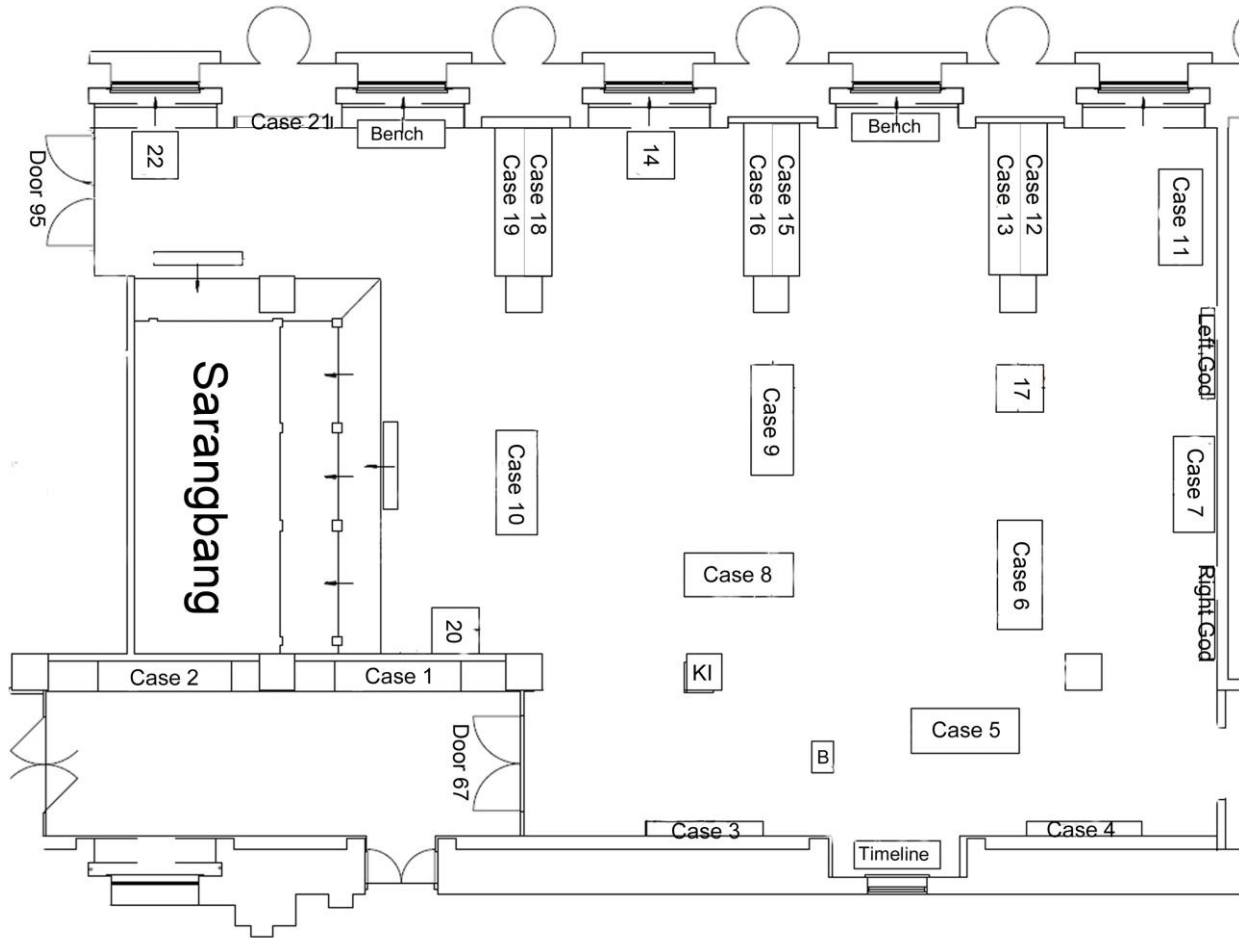 Case 21
Bench
Bench
22
14
Door 95
Case 19
Case 18
Case 16
Case 15
Case 13
Case 12
Case 11
Left God
Sarangbang
Case 9
17
Case 10
Case 7
Case 8
Case 6
Right God
20
KI
Case 2
Case 1
Door 67
Case 5
B
Case 3
Case 4
Timeline